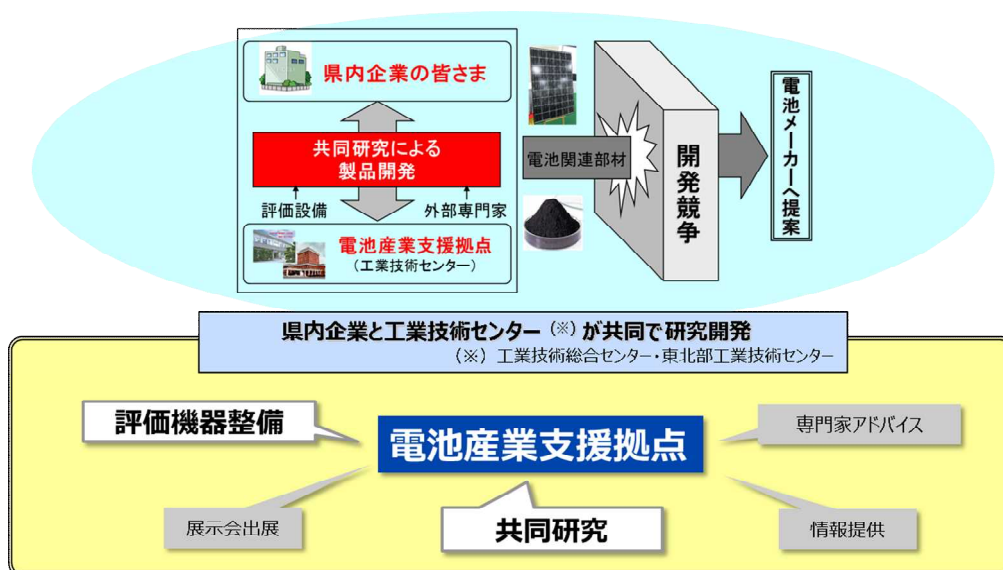 県内企業の皆さま
共同研究による
製品開発
評価設備
外部専門家
電池産業支援拠点
(工業技術センター)
電池関連部材
開発競争
電池メーカーへ提案
県内企業と工業技術センター(※)が共同で研究開発
(※)工業技術総合センター・東北部工業技術センター
評価機器整備
専門家アドバイス
電池産業支援拠点
展示会出展
共同研究
情報提供